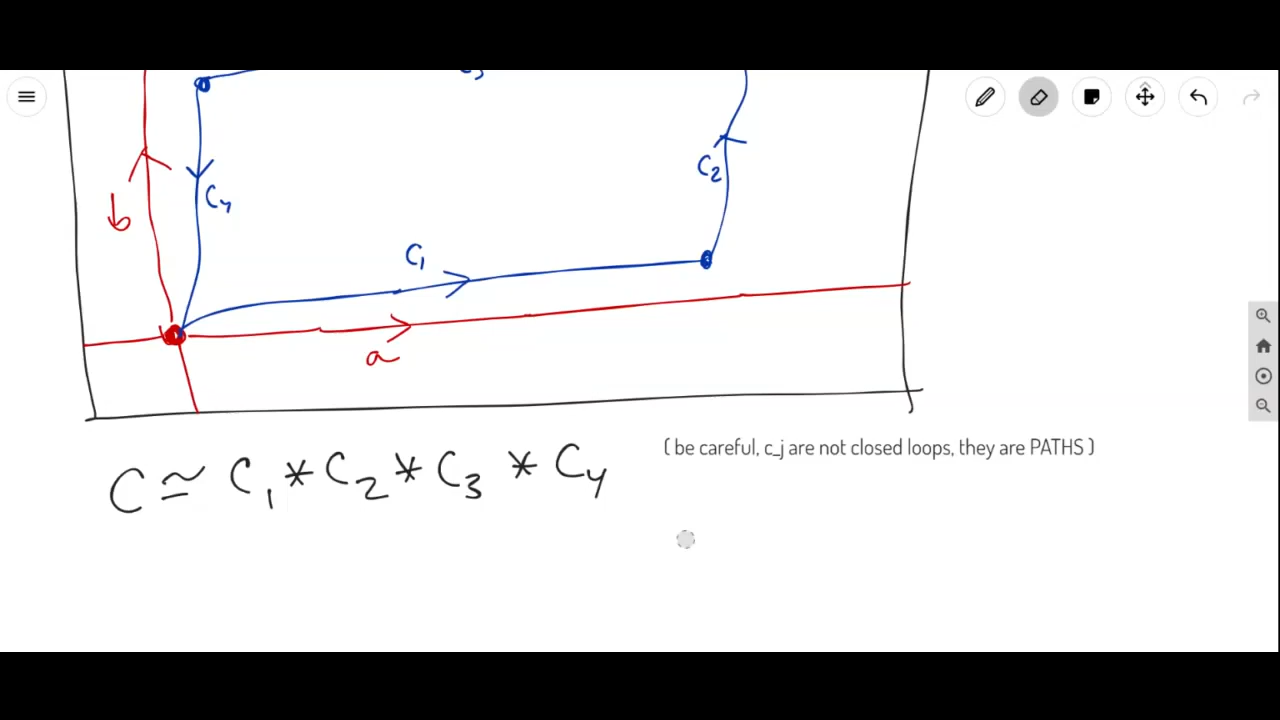 C₂
C₄
b
C₁
a
C ≃ C₁ * C₂ * C₃ * C₄
( be careful, c_j are not closed loops, they are PATHS )